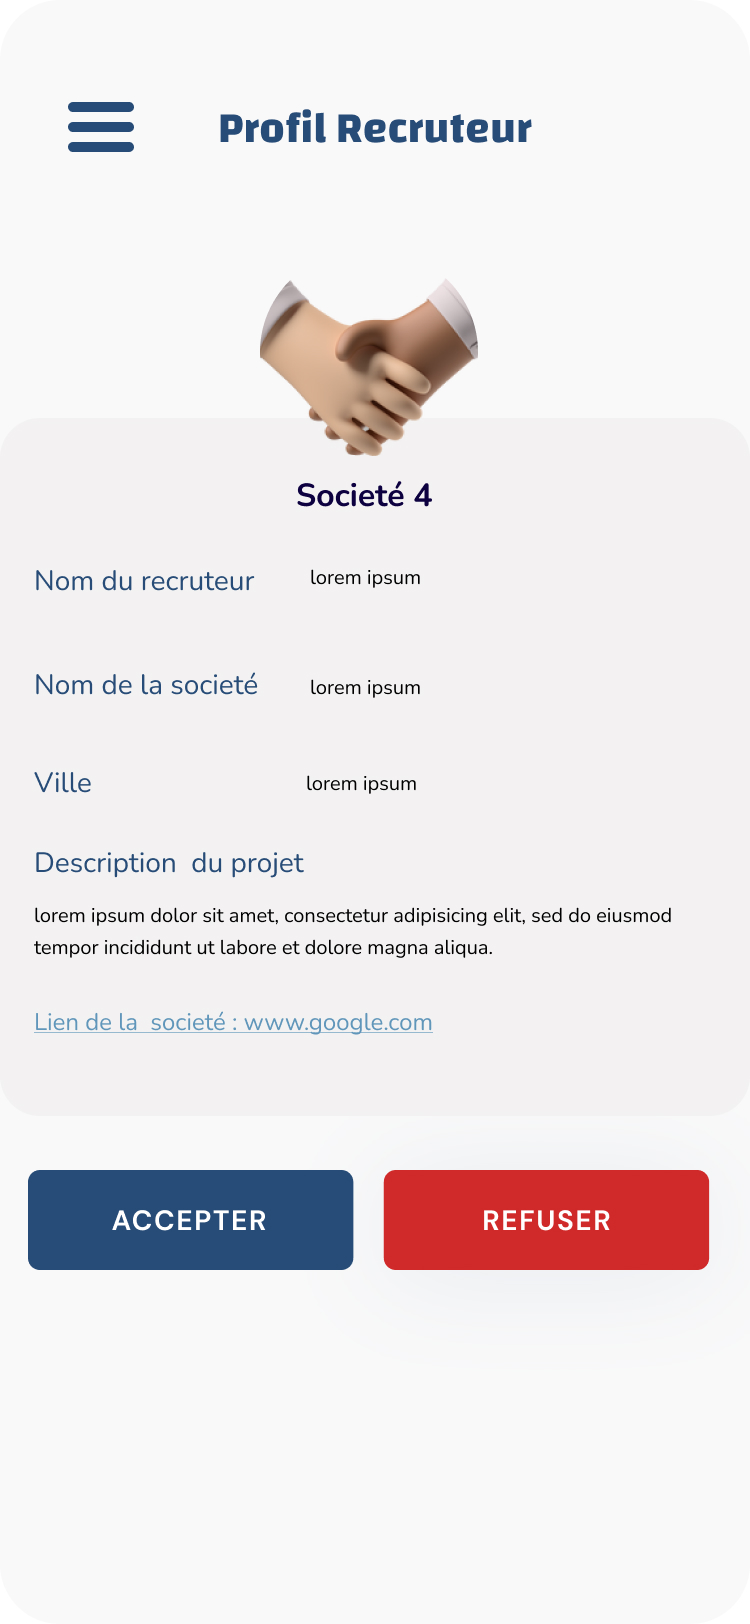 Profil Recruteur
Societé 4
Nom du recruteur lorem ipsum
Nom de la societé lorem ipsum
Ville lorem ipsum
Description  du projet
lorem ipsum dolor sit amet, consectetur adipisicing elit, sed do eiusmod
tempor incididunt ut labore et dolore magna aliqua.
Lien de la  societé : www.google.com
ACCEPTER REFUSER